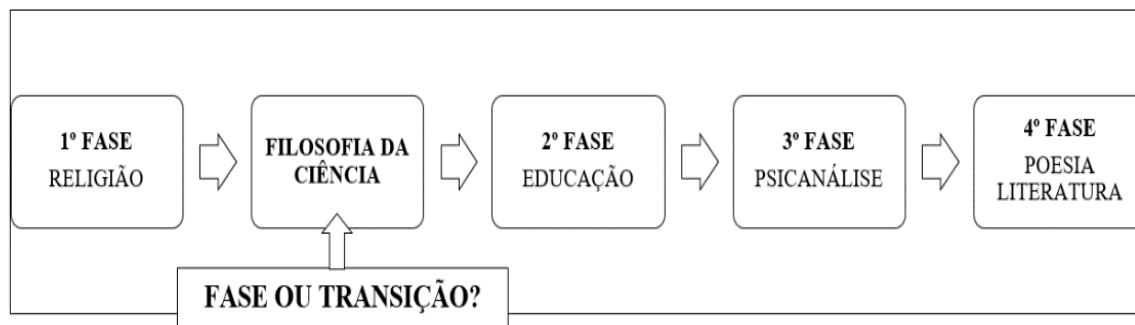 1º FASE
RELIGIÃO
FILOSOFIA DA
CIÊNCIA
2º FASE
EDUCAÇÃO
3º FASE
PSICANÁLISE
4º FASE
POESIA
LITERATURA
FASE OU TRANSIÇÃO?